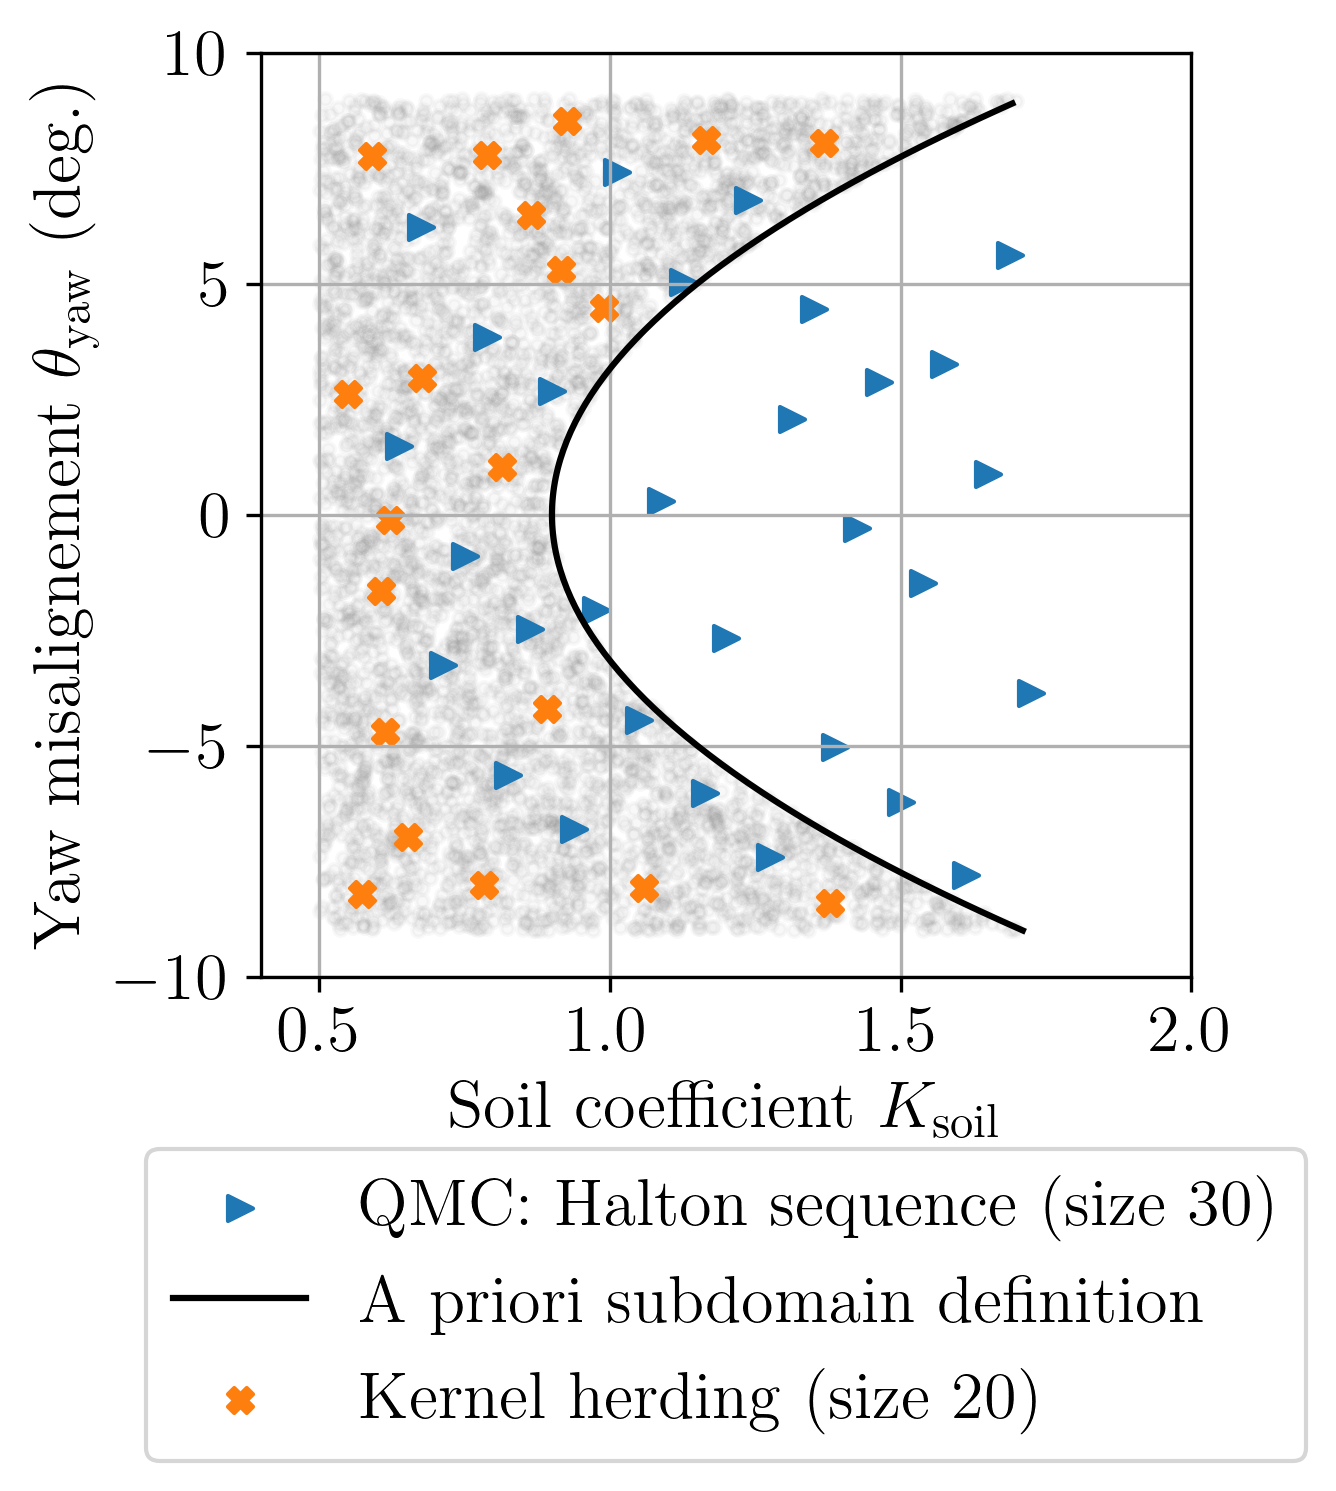 10
5
0
−5
−10
Yaw misalignement θyaw (deg.)
0.5 1.0 1.5 2.0
Soil coefficient Ksoil
QMC: Halton sequence (size 30)
A priori subdomain definition
Kernel herding (size 20)